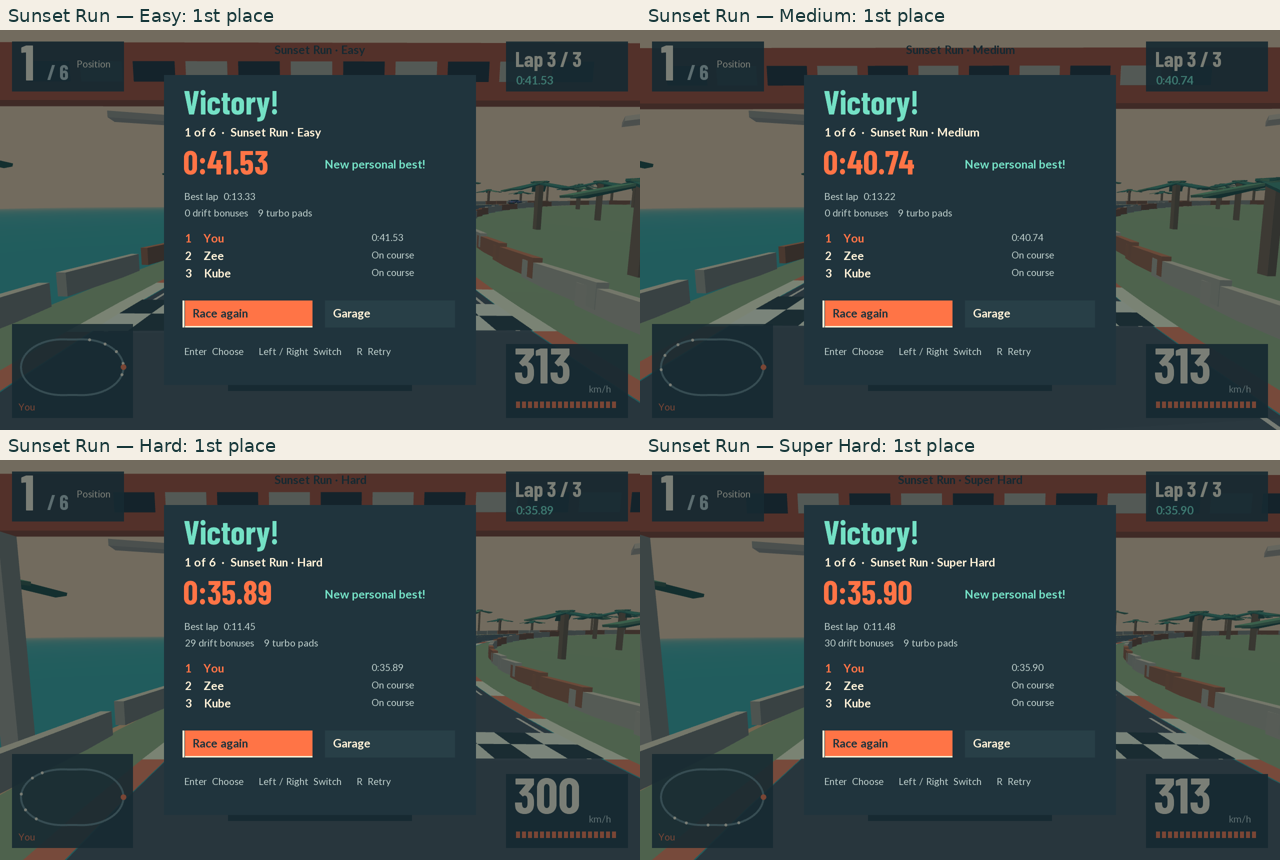 Sunset Run — Easy: 1st place
Sunset Run · Easy
1 / 6 Position
Lap 3 / 3
0:41.53
Victory!
1 of 6 · Sunset Run · Easy
0:41.53 New personal best!
Best lap 0:13.33
0 drift bonuses 9 turbo pads
1 You 0:41.53
2 Zee On course
3 Kube On course
Race again Garage
Enter Choose Left / Right Switch R Retry
You
313 km/h
Sunset Run — Medium: 1st place
Sunset Run · Medium
1 / 6 Position
Lap 3 / 3
0:40.74
Victory!
1 of 6 · Sunset Run · Medium
0:40.74 New personal best!
Best lap 0:13.22
0 drift bonuses 9 turbo pads
1 You 0:40.74
2 Zee On course
3 Kube On course
Race again Garage
Enter Choose Left / Right Switch R Retry
You
313 km/h
Sunset Run — Hard: 1st place
Sunset Run · Hard
1 / 6 Position
Lap 3 / 3
0:35.89
Victory!
1 of 6 · Sunset Run · Hard
0:35.89 New personal best!
Best lap 0:11.45
29 drift bonuses 9 turbo pads
1 You 0:35.89
2 Zee On course
3 Kube On course
Race again Garage
Enter Choose Left / Right Switch R Retry
You
300 km/h
Sunset Run — Super Hard: 1st place
Sunset Run · Super Hard
1 / 6 Position
Lap 3 / 3
0:35.90
Victory!
1 of 6 · Sunset Run · Super Hard
0:35.90 New personal best!
Best lap 0:11.48
30 drift bonuses 9 turbo pads
1 You 0:35.90
2 Zee On course
3 Kube On course
Race again Garage
Enter Choose Left / Right Switch R Retry
You
313 km/h